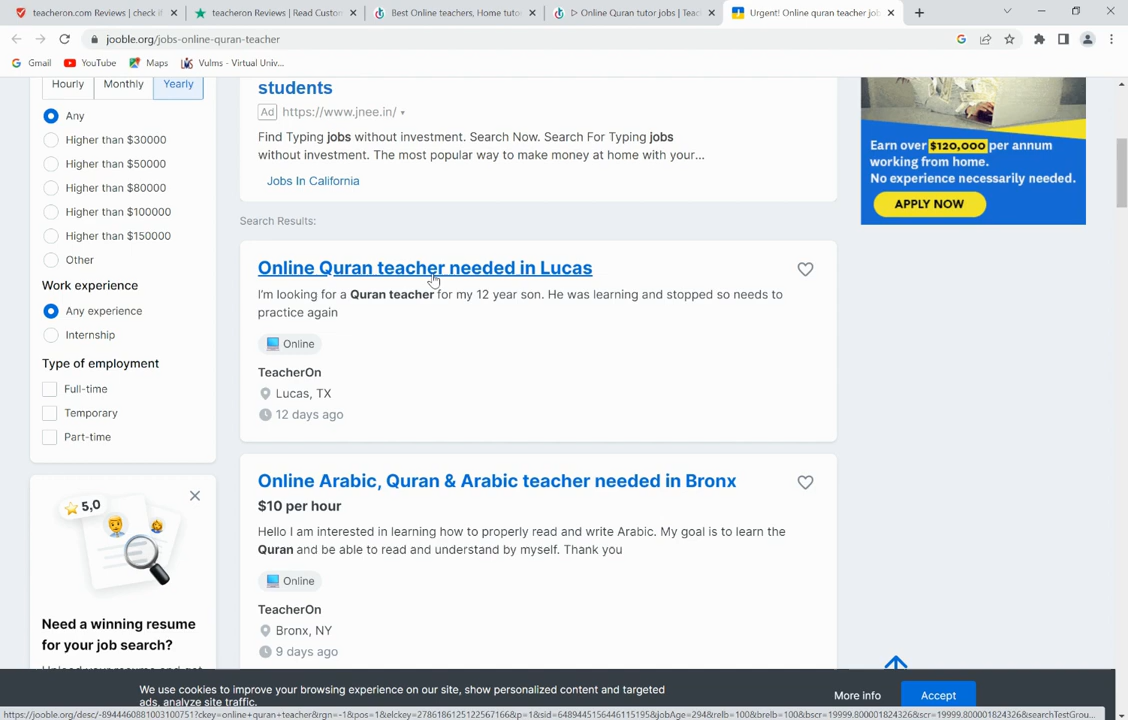 teacheron.com Reviews | check if
teacheron Reviews | Read Custom
Best Online teachers, Home tuto
▷ Online Quran tutor jobs | Teac
Urgent! Online quran teacher job
jooble.org/jobs-online-quran-teacher
Gmail
YouTube
Maps
Vulms - Virtual Univ...
Hourly
Monthly
Yearly
Any
Higher than $30000
Higher than $50000
Higher than $80000
Higher than $100000
Higher than $150000
Other
Work experience
Any experience
Internship
Type of employment
Full-time
Temporary
Part-time
5,0
Need a winning resume
for your job search?
students
Ad https://www.jnee.in/
Find Typing jobs without investment. Search Now. Search For Typing jobs
without investment. The most popular way to make money at home with your...
Jobs In California
Search Results:
Online Quran teacher needed in Lucas
I'm looking for a Quran teacher for my 12 year son. He was learning and stopped so needs to
practice again
Online
TeacherOn
Lucas, TX
12 days ago
Online Arabic, Quran & Arabic teacher needed in Bronx
$10 per hour
Hello I am interested in learning how to properly read and write Arabic. My goal is to learn the
Quran and be able to read and understand by myself. Thank you
Online
TeacherOn
Bronx, NY
9 days ago
Earn over $120,000 per annum
working from home.
No experience necessarily needed.
APPLY NOW
We use cookies to improve your browsing experience on our site, show personalized content and targeted
ads, analyze site traffic.
More info
Accept